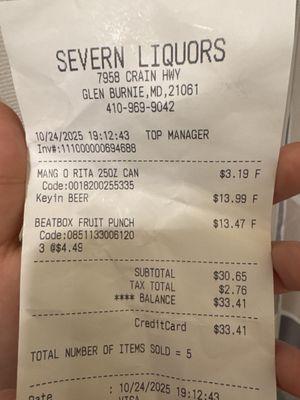 SEVERN LIQUORS
7958 CRAIN HWY
GLEN BURNIE,MD,21061
410-969-9042
10/24/2025 19:12:43 TOP MANAGER
Inv#:111000000694688
MANG O RITA 25OZ CAN $3.19 F
Code:0018200255335
Keyin BEER $13.99 F
BEATBOX FRUIT PUNCH $13.47 F
Code:0851133006120
3 @$4.49
SUBTOTAL $30.65
TAX TOTAL $2.76
**** BALANCE $33.41
CreditCard $33.41
TOTAL NUMBER OF ITEMS SOLD = 5
Date : 10/24/2025 19:12:43
VISA